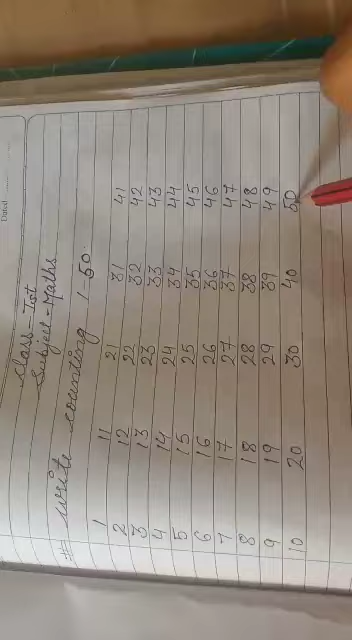 Dated
Class - Ist
Subject - Maths
# write counting 1-50.
1 11 21 31 41
2 12 22 32 42
3 13 23 33 43
4 14 24 34 44
5 15 25 35 45
6 16 26 36 46
7 17 27 37 47
8 18 28 38 48
9 19 29 39 49
10 20 30 40 50